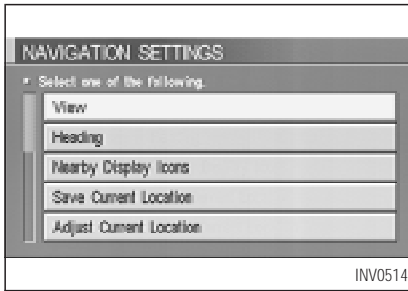 NAVIGATION SETTINGS
Select one of the following.
View
Heading
Nearby Display Icons
Save Current Location
Adjust Current Location
INV0514